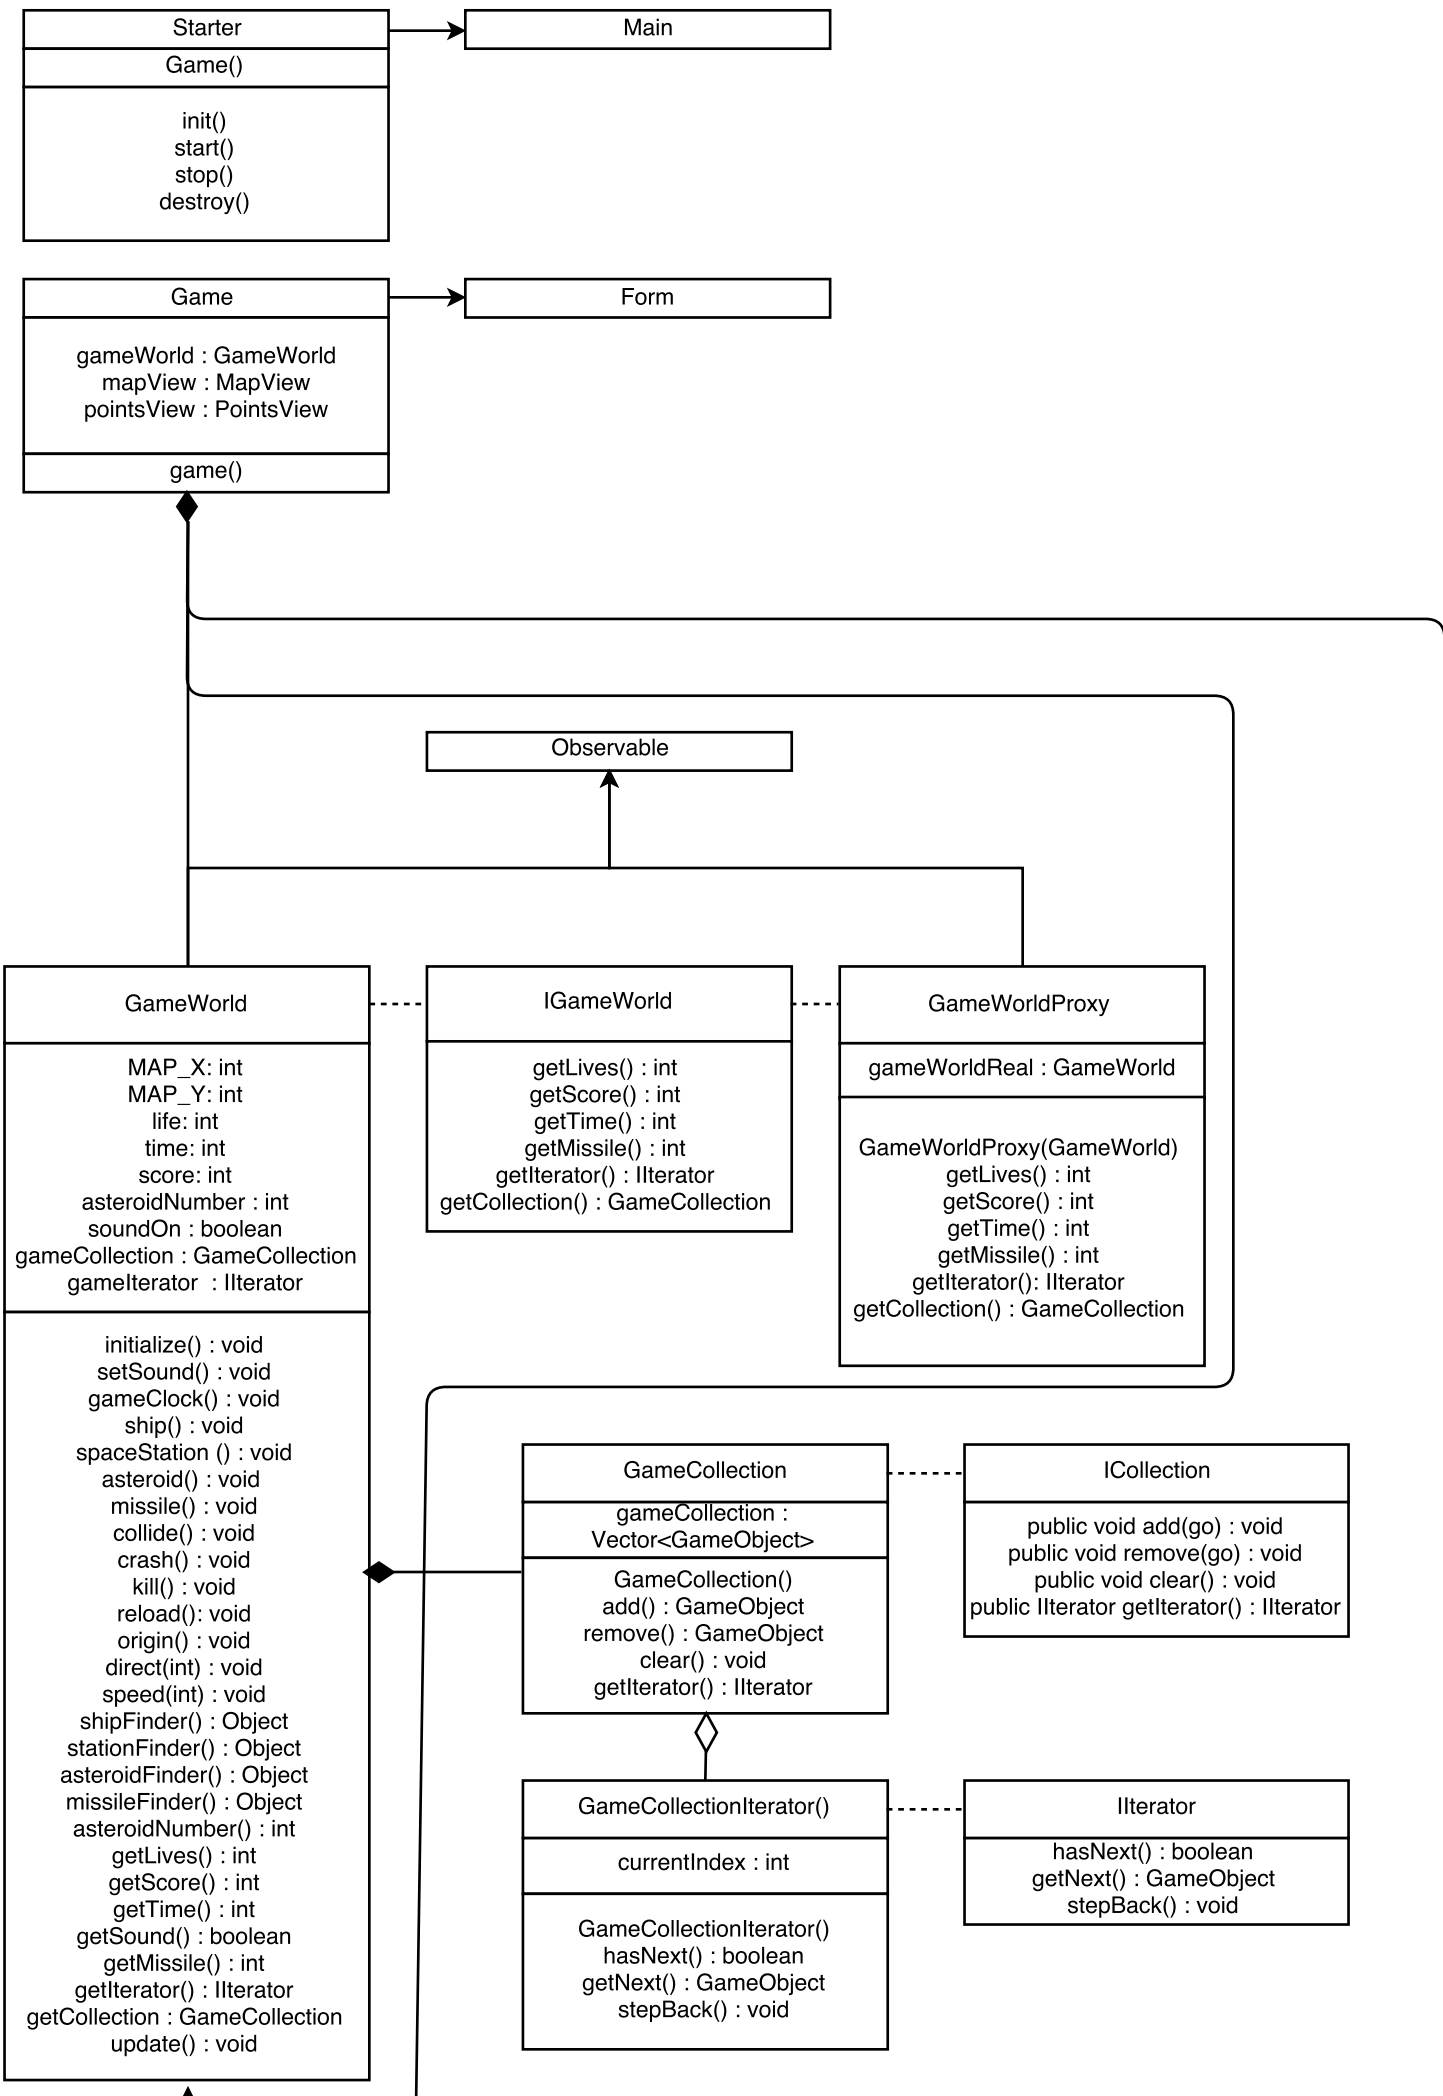 Starter
Main
Game()
init()
start()
stop()
destroy()
Game
Form
gameWorld : GameWorld
mapView : MapView
pointsView : PointsView
game()
Observable
GameWorld
MAP_X: int
MAP_Y: int
life: int
time: int
score: int
asteroidNumber : int
soundOn : boolean
gameCollection : GameCollection
gameIterator  : IIterator
initialize() : void
setSound() : void
gameClock() : void
ship() : void
spaceStation () : void
asteroid() : void
missile() : void
collide() : void
crash() : void
kill() : void
reload(): void
origin() : void
direct(int) : void
speed(int) : void
shipFinder() : Object
stationFinder() : Object
asteroidFinder() : Object
missileFinder() : Object
asteroidNumber() : int
getLives() : int
getScore() : int
getTime() : int
getSound() : boolean
getMissile() : int
getIterator() : IIterator
getCollection : GameCollection
update() : void
IGameWorld
getLives() : int
getScore() : int
getTime() : int
getMissile() : int
getIterator() : IIterator
getCollection() : GameCollection
GameWorldProxy
gameWorldReal : GameWorld
GameWorldProxy(GameWorld)
getLives() : int
getScore() : int
getTime() : int
getMissile() : int
getIterator(): IIterator
getCollection() : GameCollection
GameCollection
gameCollection :
Vector<GameObject>
GameCollection()
add() : GameObject
remove() : GameObject
clear() : void
getIterator() : IIterator
ICollection
public void add(go) : void
public void remove(go) : void
public void clear() : void
public IIterator getIterator() : IIterator
GameCollectionIterator()
currentIndex : int
GameCollectionIterator()
hasNext() : boolean
getNext() : GameObject
stepBack() : void
IIterator
hasNext() : boolean
getNext() : GameObject
stepBack() : void